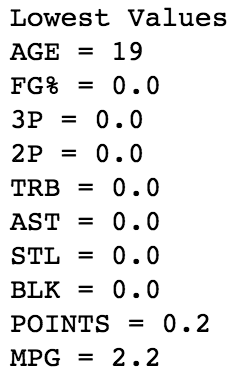 Lowest Values
AGE = 19
FG% = 0.0
3P = 0.0
2P = 0.0
TRB = 0.0
AST = 0.0
STL = 0.0
BLK = 0.0
POINTS = 0.2
MPG = 2.2